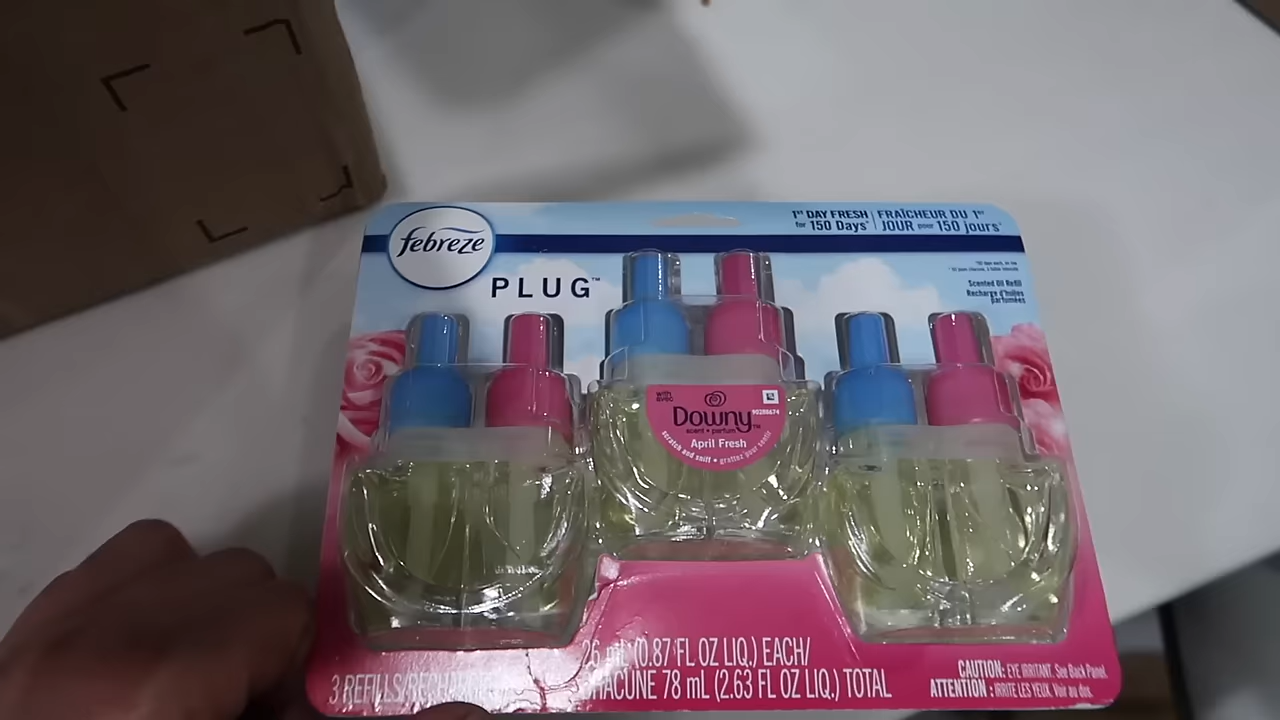 febreze
PLUG™
1ST DAY FRESH
for 150 Days*
FRAÎCHEUR DU 1er
JOUR pour 150 jours*
Scented Oil Refill
Recharge d'huiles
parfumées
with
avec
Downy™
90288674
scent • parfum
April Fresh
scratch and sniff • grattez pour sentir
26 mL (0.87 FL OZ LIQ.) EACH/
CHACUNE 78 mL (2.63 FL OZ LIQ.) TOTAL
3 REFILLS/RECHARGES
CAUTION: EYE IRRITANT. See Back Panel.
ATTENTION : IRRITE LES YEUX. Voir au dos.